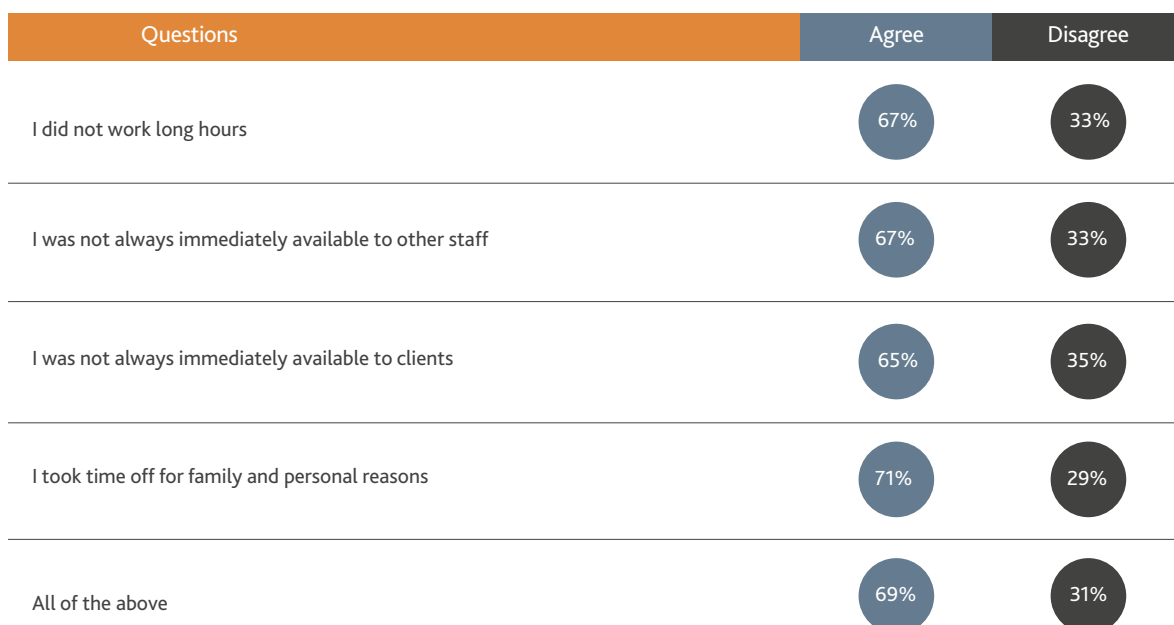 Questions Agree Disagree
I did not work long hours 67% 33%
I was not always immediately available to other staff 67% 33%
I was not always immediately available to clients 65% 35%
I took time off for family and personal reasons 71% 29%
All of the above 69% 31%